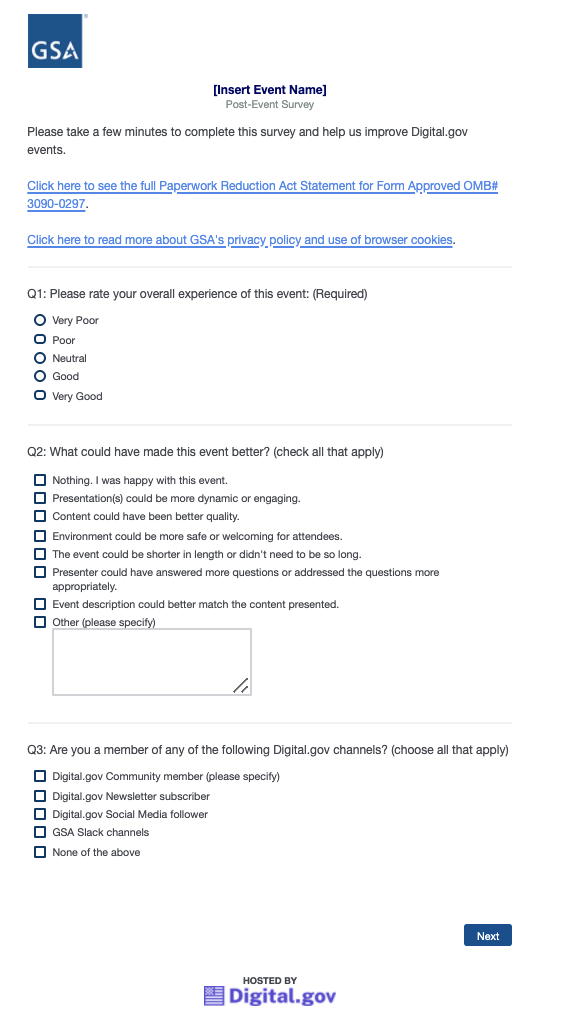 GSA
[Insert Event Name]
Post-Event Survey
Please take a few minutes to complete this survey and help us improve Digital.gov
events.
Click here to see the full Paperwork Reduction Act Statement for Form Approved OMB#
3090-0297.
Click here to read more about GSA's privacy policy and use of browser cookies.
Q1: Please rate your overall experience of this event: (Required)
Very Poor
Poor
Neutral
Good
Very Good
Q2: What could have made this event better? (check all that apply)
Nothing. I was happy with this event.
Presentation(s) could be more dynamic or engaging.
Content could have been better quality.
Environment could be more safe or welcoming for attendees.
The event could be shorter in length or didn't need to be so long.
Presenter could have answered more questions or addressed the questions more
appropriately.
Event description could better match the content presented.
Other (please specify)
Q3: Are you a member of any of the following Digital.gov channels? (choose all that apply)
Digital.gov Community member (please specify)
Digital.gov Newsletter subscriber
Digital.gov Social Media follower
GSA Slack channels
None of the above
Next
HOSTED BY
Digital.gov